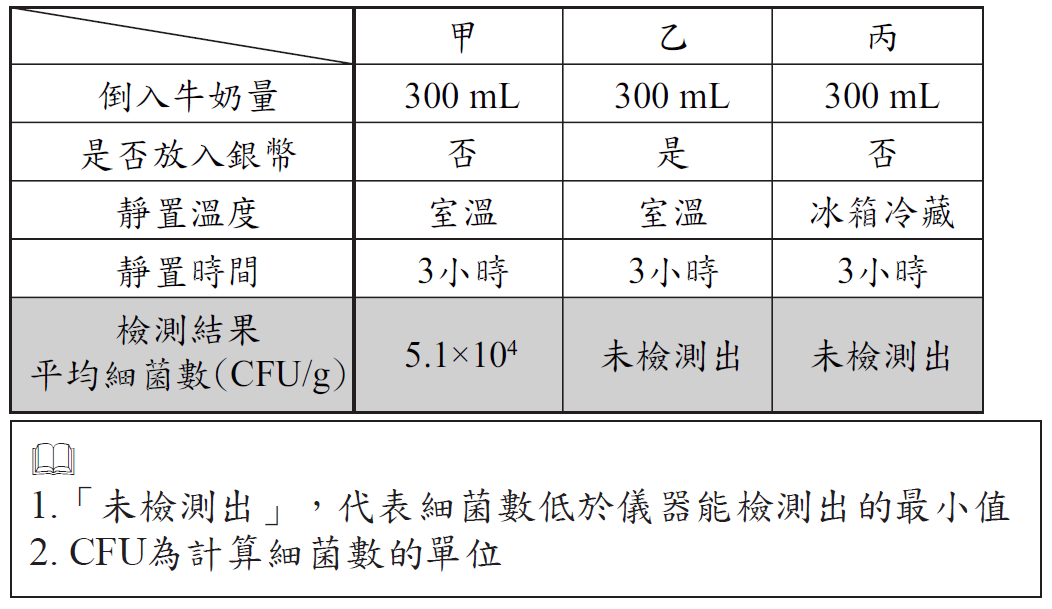 甲 乙 丙
倒入牛奶量 300 mL 300 mL 300 mL
是否放入銀幣 否 是 否
靜置溫度 室溫 室溫 冰箱冷藏
靜置時間 3小時 3小時 3小時
檢測結果
平均細菌數(CFU/g) 5.1×10⁴ 未檢測出 未檢測出
1.「未檢測出」，代表細菌數低於儀器能檢測出的最小值
2. CFU為計算細菌數的單位